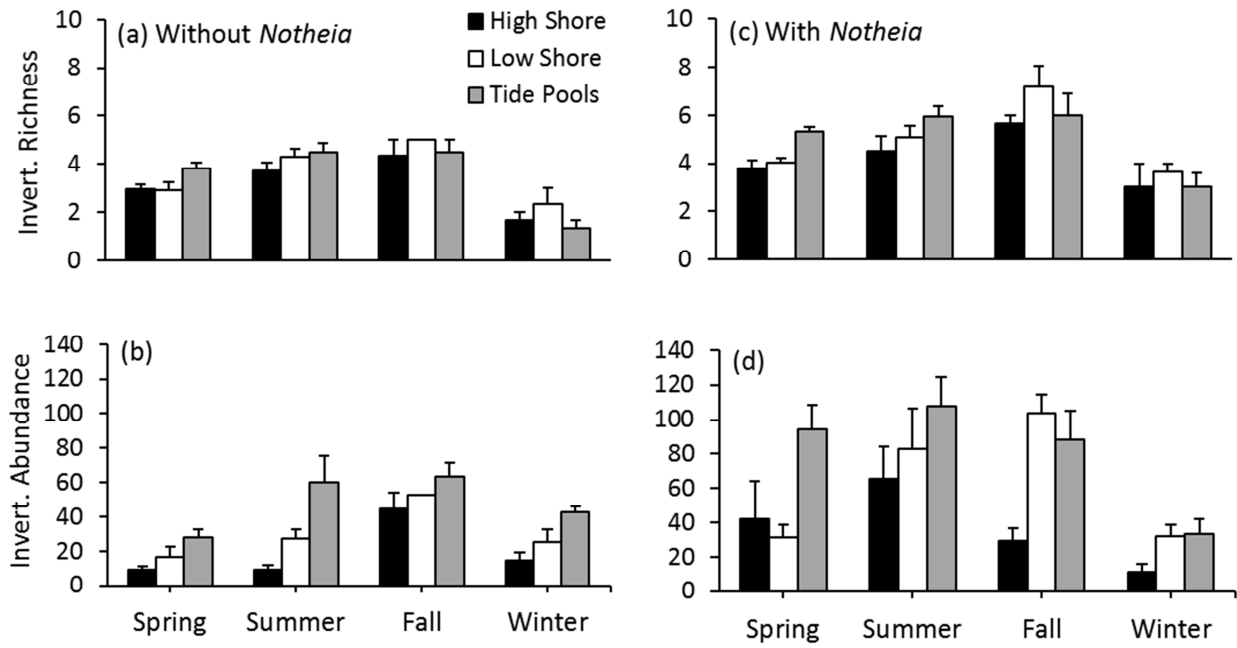 (a) Without Notheia
High Shore
Low Shore
Tide Pools
Invert. Richness
10
8
6
4
2
0
(c) With Notheia
10
8
6
4
2
0
(b)
Invert. Abundance
140
120
100
80
60
40
20
0
Spring Summer Fall Winter
(d)
140
120
100
80
60
40
20
0
Spring Summer Fall Winter